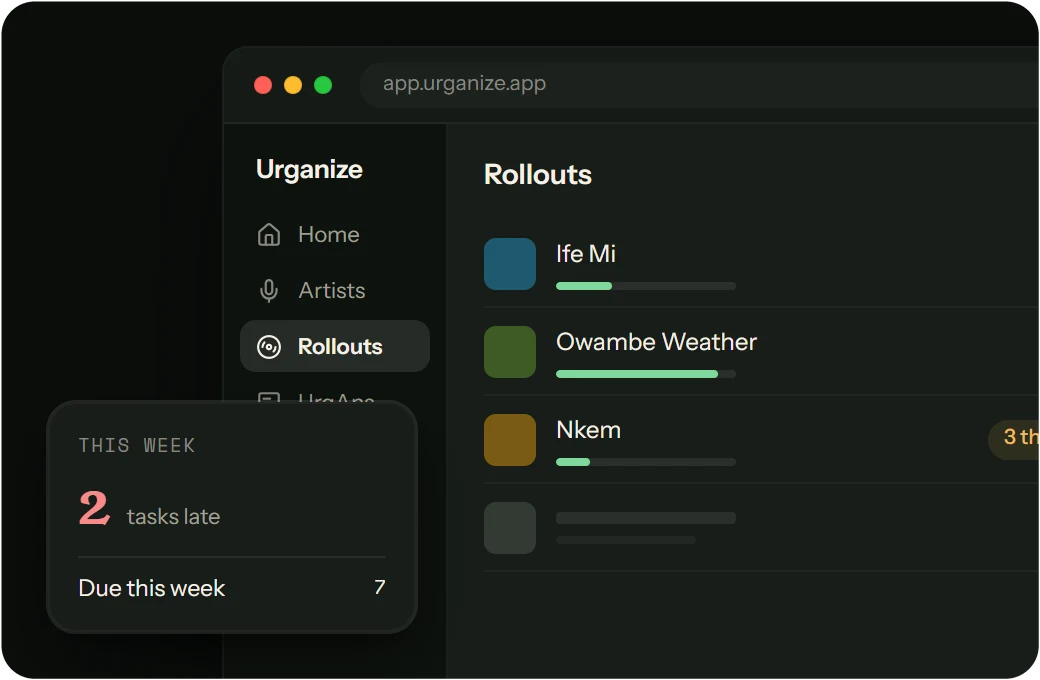 app.urganize.app
Urganize
Home
Artists
Rollouts
Rollouts
Ife Mi
Owambe Weather
Nkem
3
THIS WEEK
2 tasks late
Due this week 7